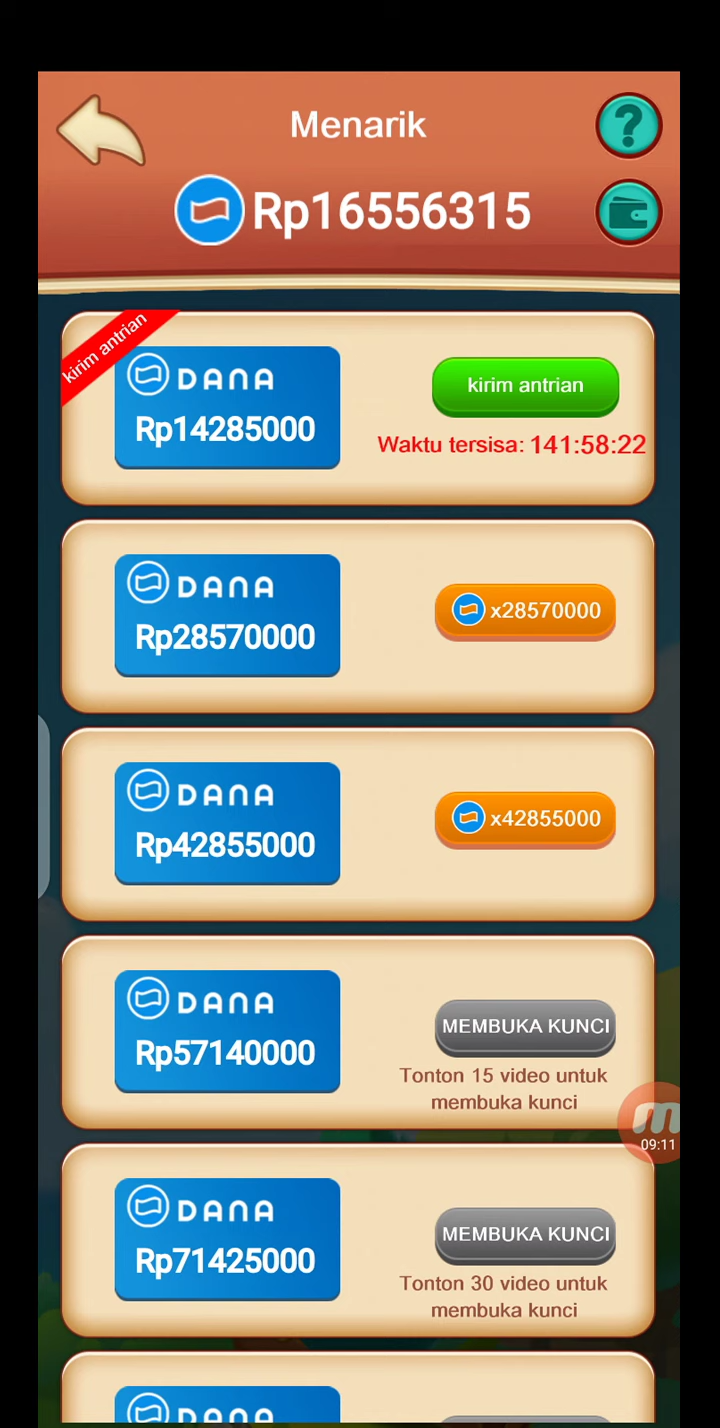 Menarik
Rp16556315
kirim antrian
DANA
Rp14285000
kirim antrian
Waktu tersisa: 141:58:22
DANA
Rp28570000
x28570000
DANA
Rp42855000
x42855000
DANA
Rp57140000
MEMBUKA KUNCI
Tonton 15 video untuk
membuka kunci
09:11
DANA
Rp71425000
MEMBUKA KUNCI
Tonton 30 video untuk
membuka kunci
DANA